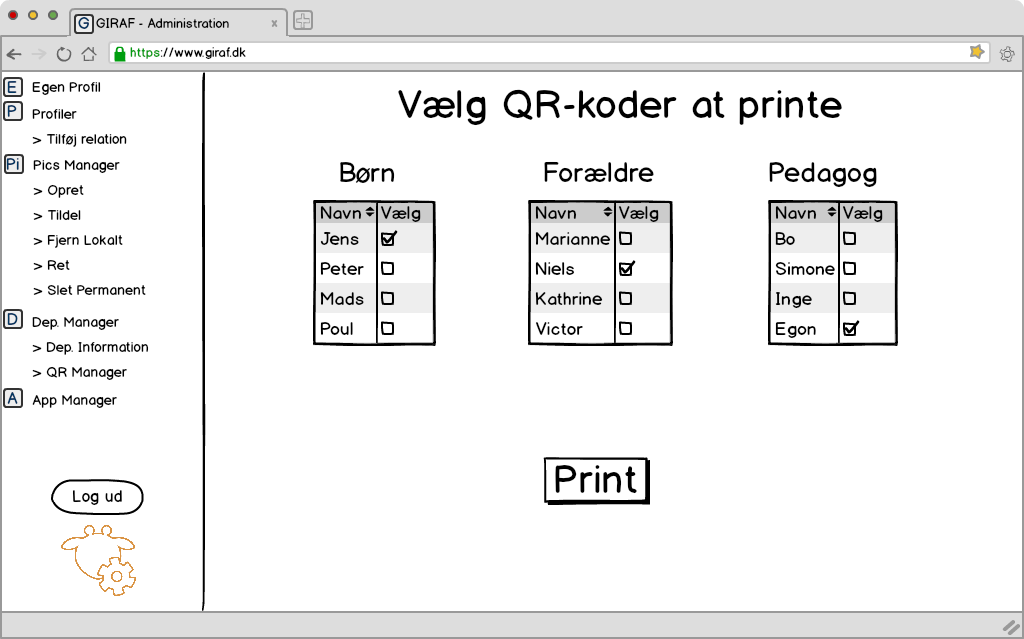 G GIRAF - Administration x
https://www.giraf.dk
E Egen Profil
P Profiler
> Tilføj relation
Pi Pics Manager
> Opret
> Tildel
> Fjern Lokalt
> Ret
> Slet Permanent
D Dep. Manager
> Dep. Information
> QR Manager
A App Manager
Log ud
Vælg QR-koder at printe
Børn
Navn Vælg
Jens
Peter
Mads
Poul
Forældre
Navn Vælg
Marianne
Niels
Kathrine
Victor
Pedagog
Navn Vælg
Bo
Simone
Inge
Egon
Print